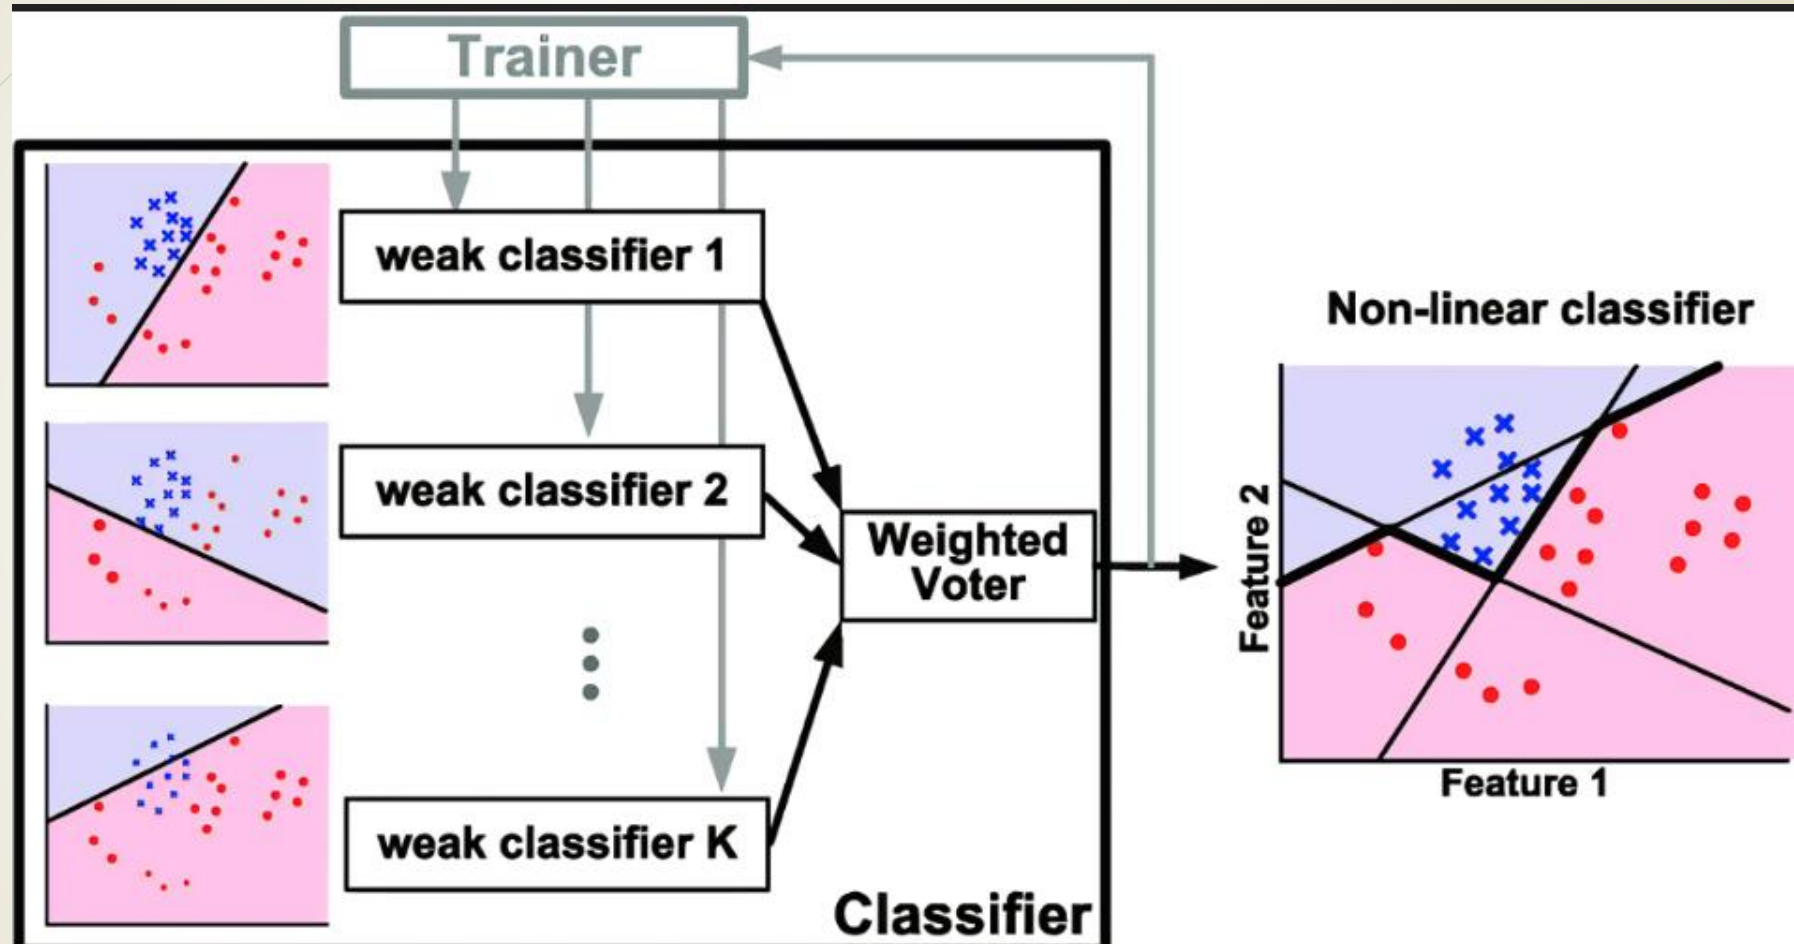 Trainer
weak classifier 1
weak classifier 2
weak classifier K
Weighted
Voter
Classifier
Non-linear classifier
Feature 2
Feature 1